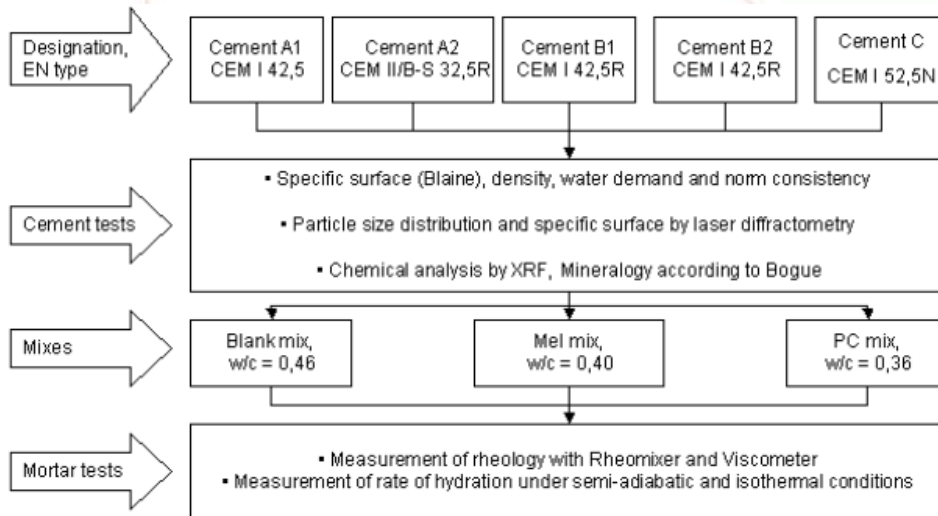 Designation,
EN type
Cement A1
CEM I 42,5
Cement A2
CEM II/B-S 32,5R
Cement B1
CEM I 42,5R
Cement B2
CEM I 42,5R
Cement C
CEM I 52,5N
Cement tests
▪ Specific surface (Blaine), density, water demand and norm consistency
▪ Particle size distribution and specific surface by laser diffractometry
▪ Chemical analysis by XRF, Mineralogy according to Bogue
Mixes
Blank mix,
w/c = 0,46
Mel mix,
w/c = 0,40
PC mix,
w/c = 0,36
Mortar tests
▪ Measurement of rheology with Rheomixer and Viscometer
▪ Measurement of rate of hydration under semi-adiabatic and isothermal conditions